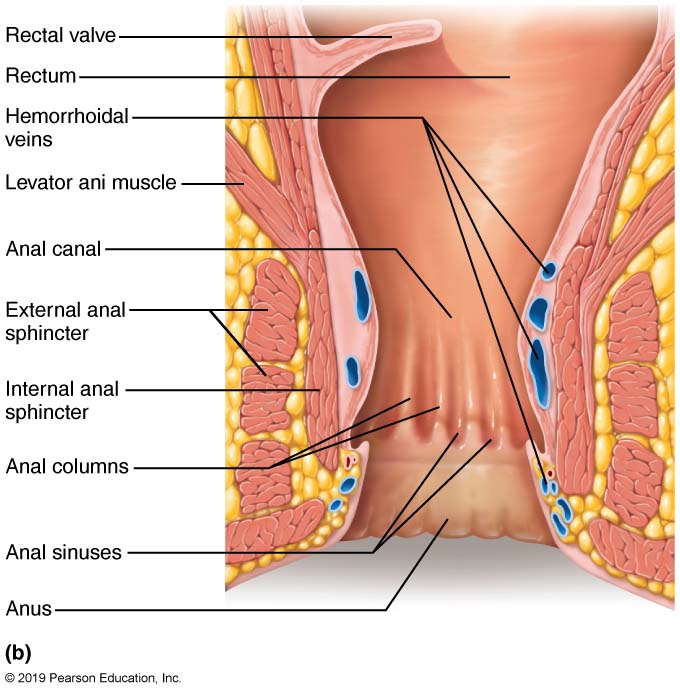 Rectal valve
Rectum
Hemorrhoidal
veins
Levator ani muscle
Anal canal
External anal
sphincter
Internal anal
sphincter
Anal columns
Anal sinuses
Anus
(b)
© 2019 Pearson Education, Inc.